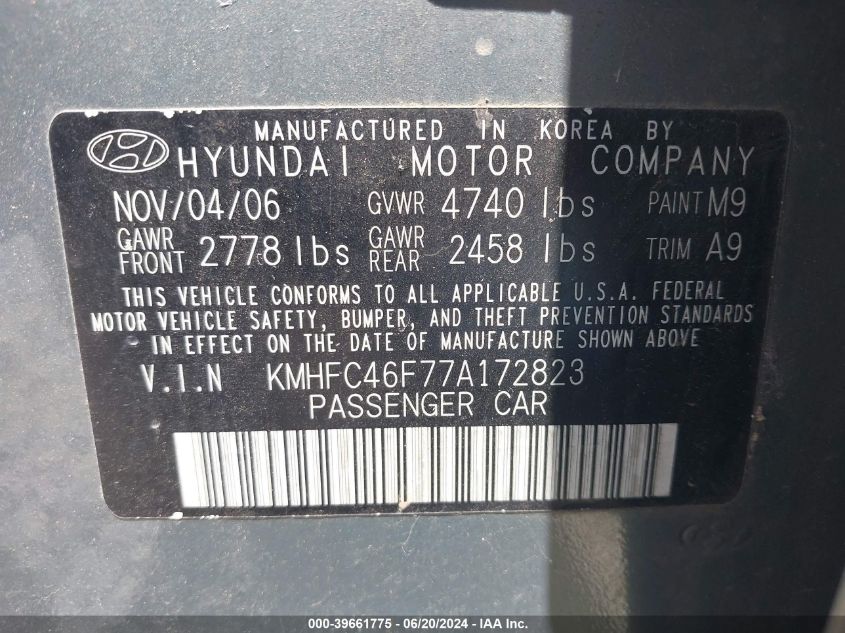 MANUFACTURED IN KOREA BY
HYUNDAI MOTOR COMPANY
NOV/04/06 GVWR 4740 lbs PAINT M9
GAWR FRONT 2778 lbs GAWR REAR 2458 lbs TRIM A9
THIS VEHICLE CONFORMS TO ALL APPLICABLE U.S.A. FEDERAL
MOTOR VEHICLE SAFETY, BUMPER, AND THEFT PREVENTION STANDARDS
IN EFFECT ON THE DATE OF MANUFACTURE SHOWN ABOVE
V.I.N KMHFC46F77A172823
PASSENGER CAR
000-39661775 - 06/20/2024 - IAA Inc.